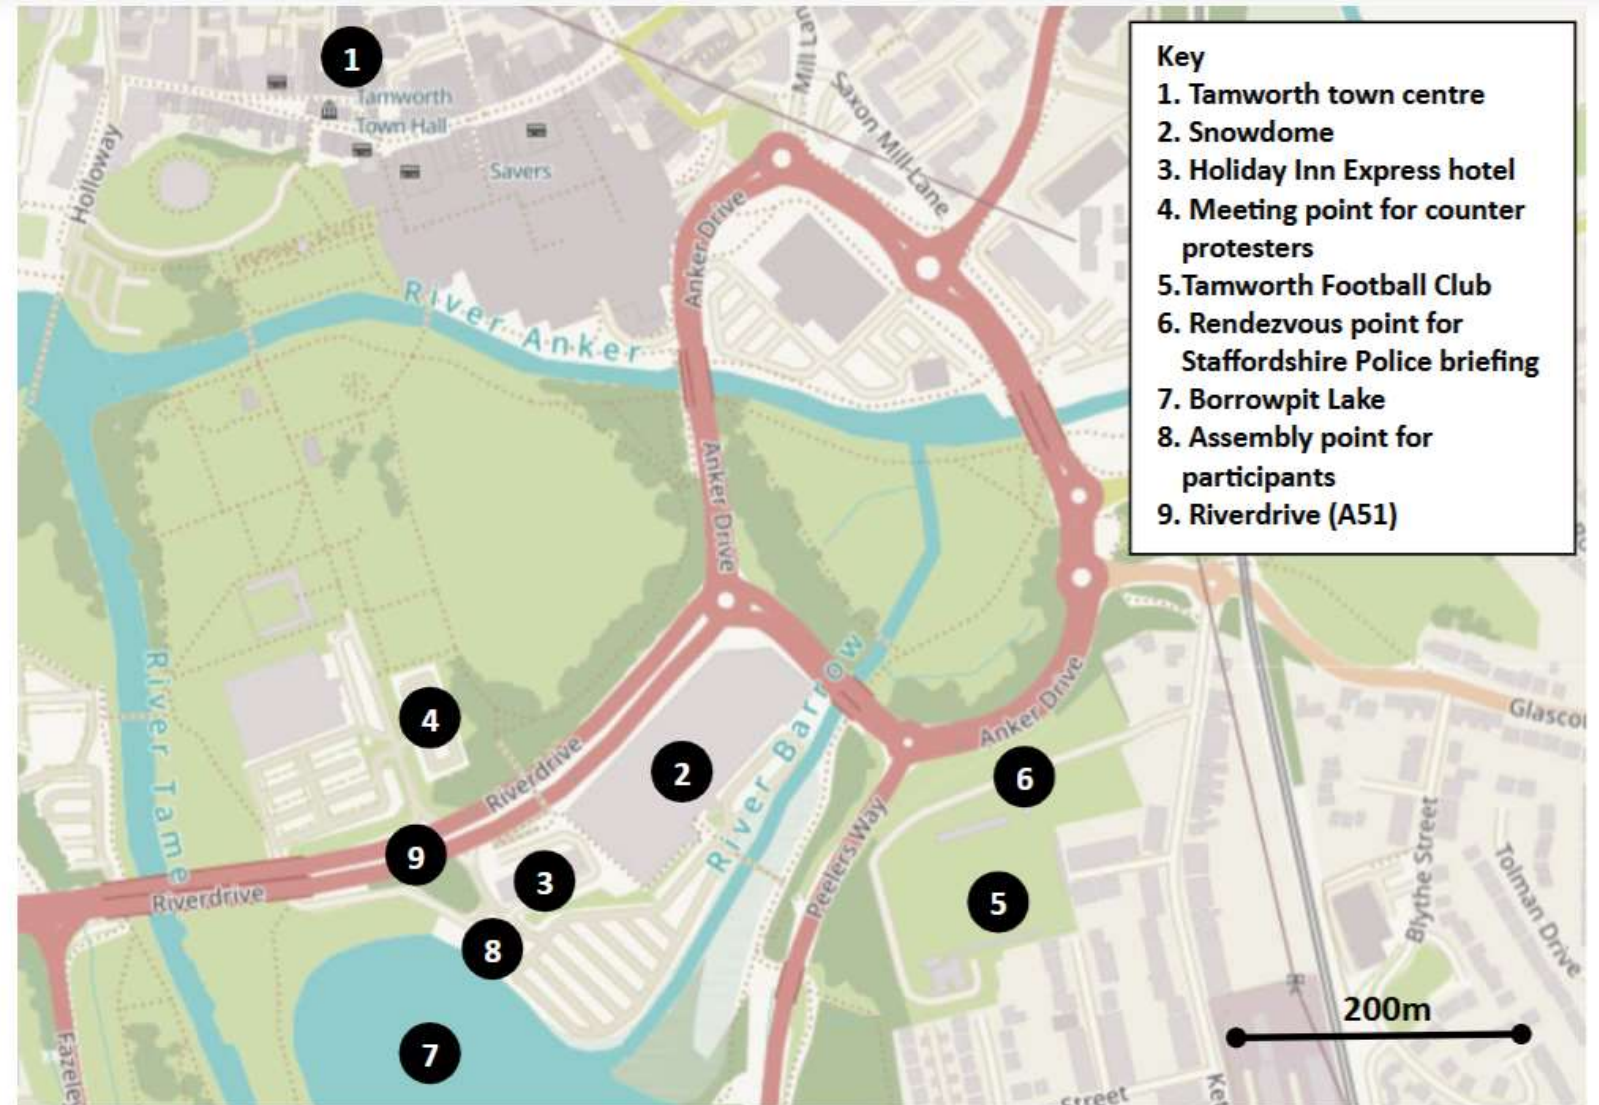 1
Tamworth
Town Hall
Savers
Holloway
Mill Lan
Saxon Mill-Lane
Anker Drive
River Anker
Anker Drive
River Barrow
4
2
Riverdrive
River Tame
9
Riverdrive
3
8
7
Anker Drive
6
Peelers Way
5
Glascot
Blythe Street
Tolman Drive
200m
Fazeley
Street
Key
1. Tamworth town centre
2. Snowdome
3. Holiday Inn Express hotel
4. Meeting point for counter
protesters
5.Tamworth Football Club
6. Rendezvous point for
Staffordshire Police briefing
7. Borrowpit Lake
8. Assembly point for
participants
9. Riverdrive (A51)